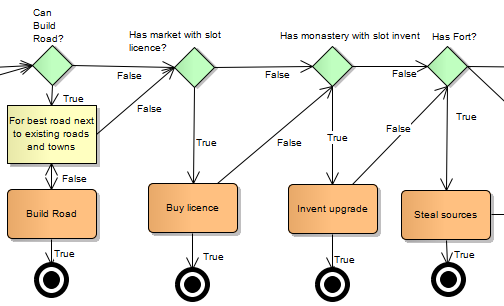 Can
Build
Road?
Has market with slot
licence?
Has monastery with slot invent
Has Fort?
False
False
False
True
For best road next
to existing roads
and towns
False
True
False
True
False
True
False
Build Road
Buy licence
Invent upgrade
Steal sources
True
True
True
True